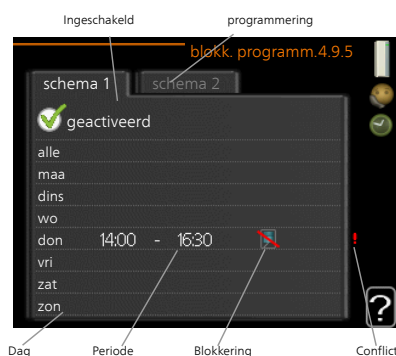 Ingeschakeld programmering
blokk. programm.4.9.5
schema 1 schema 2
geactiveerd
alle
maa
dins
wo
don 14:00 - 16:30 !
vri
zat
zon
?
Dag Periode Blokkering Conflict